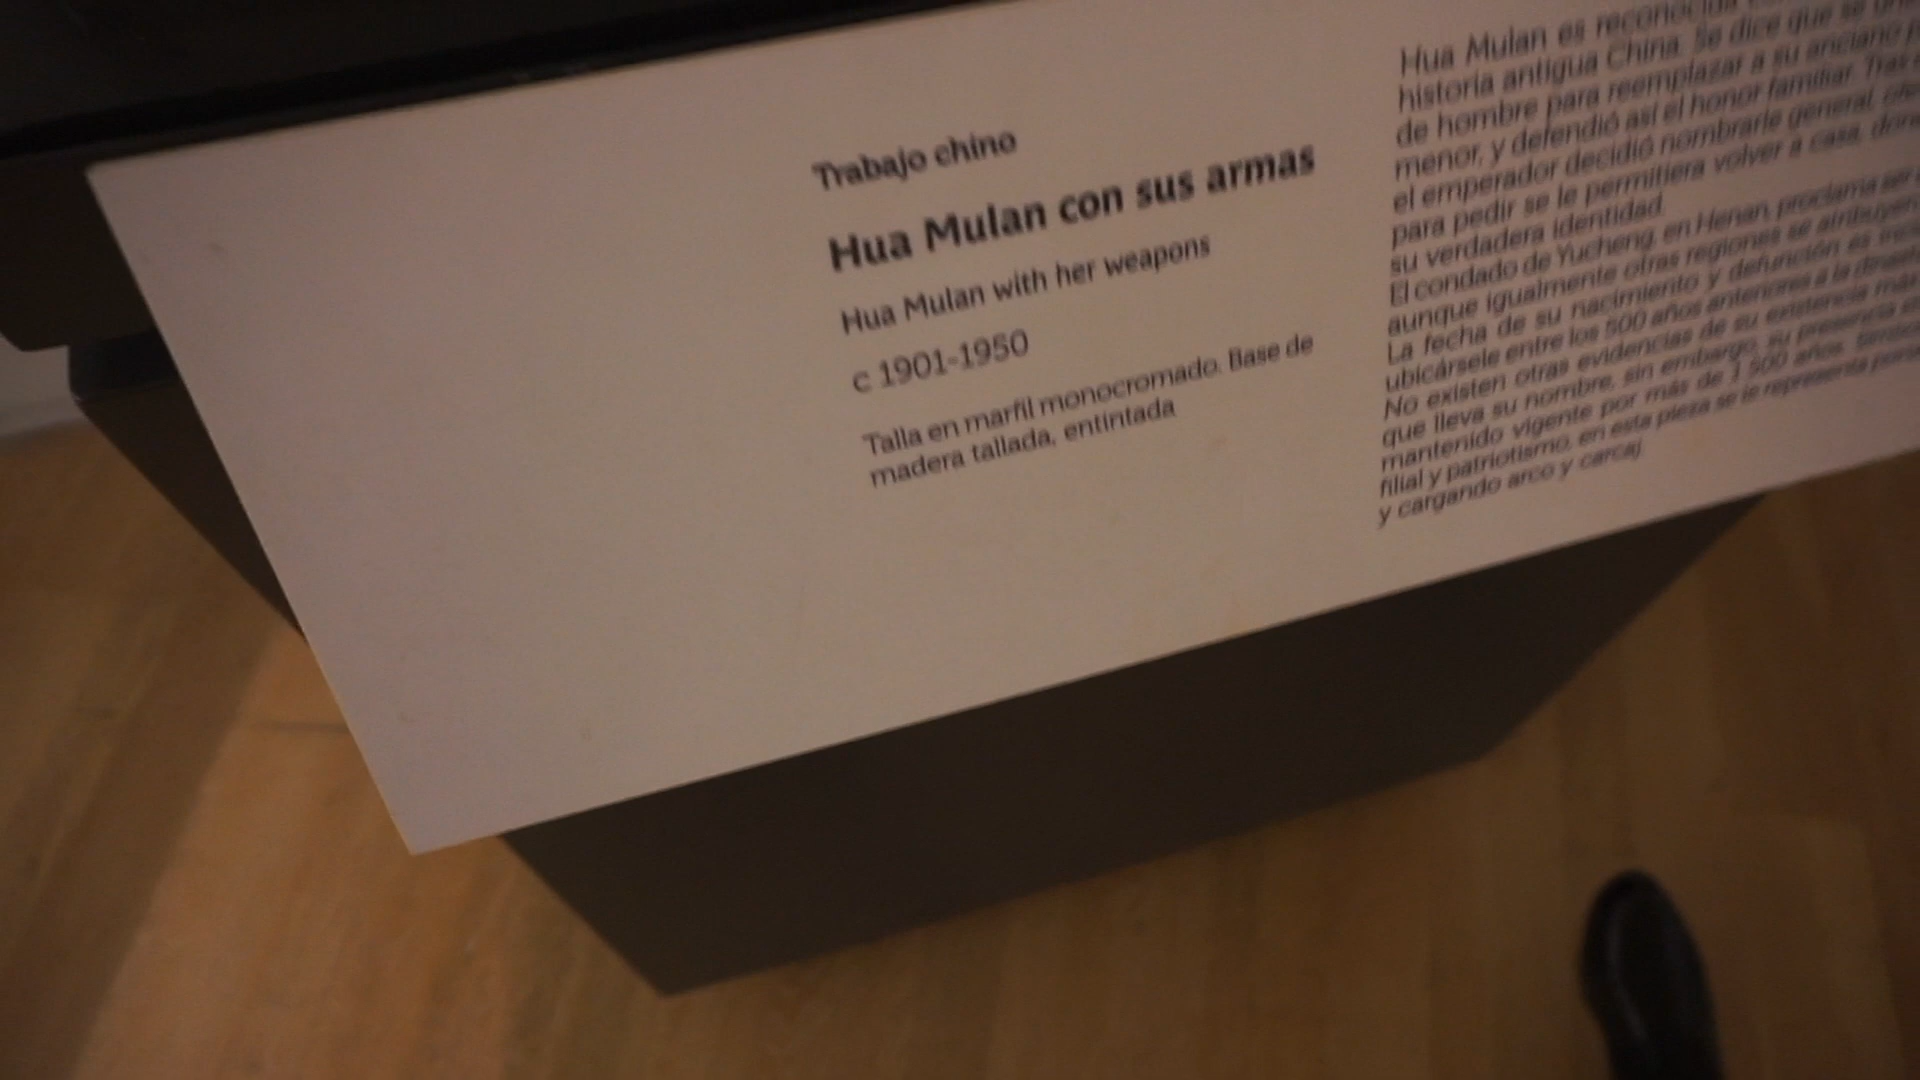 Trabajo chino
Hua Mulan con sus armas
Hua Mulan with her weapons
c 1901-1950
Talla en marfil monocromado. Base de
madera tallada, entintada
Hua Mulan es reconocida
historia antigua China. Se dice que se
de hombre para reemplazar a su anciano
menor, y defendió así el honor familiar. Tras
el emperador decidió nombrarle general,
para pedir se le permitiera volver a casa, donde
su verdadera identidad.
El condado de Yucheng, en Henan, proclama ser
aunque igualmente otras regiones se atribuyen
La fecha de su nacimiento y defunción es
ubicársele entre los 500 años anteriores a la
No existen otras evidencias de su existencia más
que lleva su nombre, sin embargo, su presencia
mantenido vigente por más de 1 500 años.
filial y patriotismo, en esta pieza se le representa
y cargando arco y carcaj.